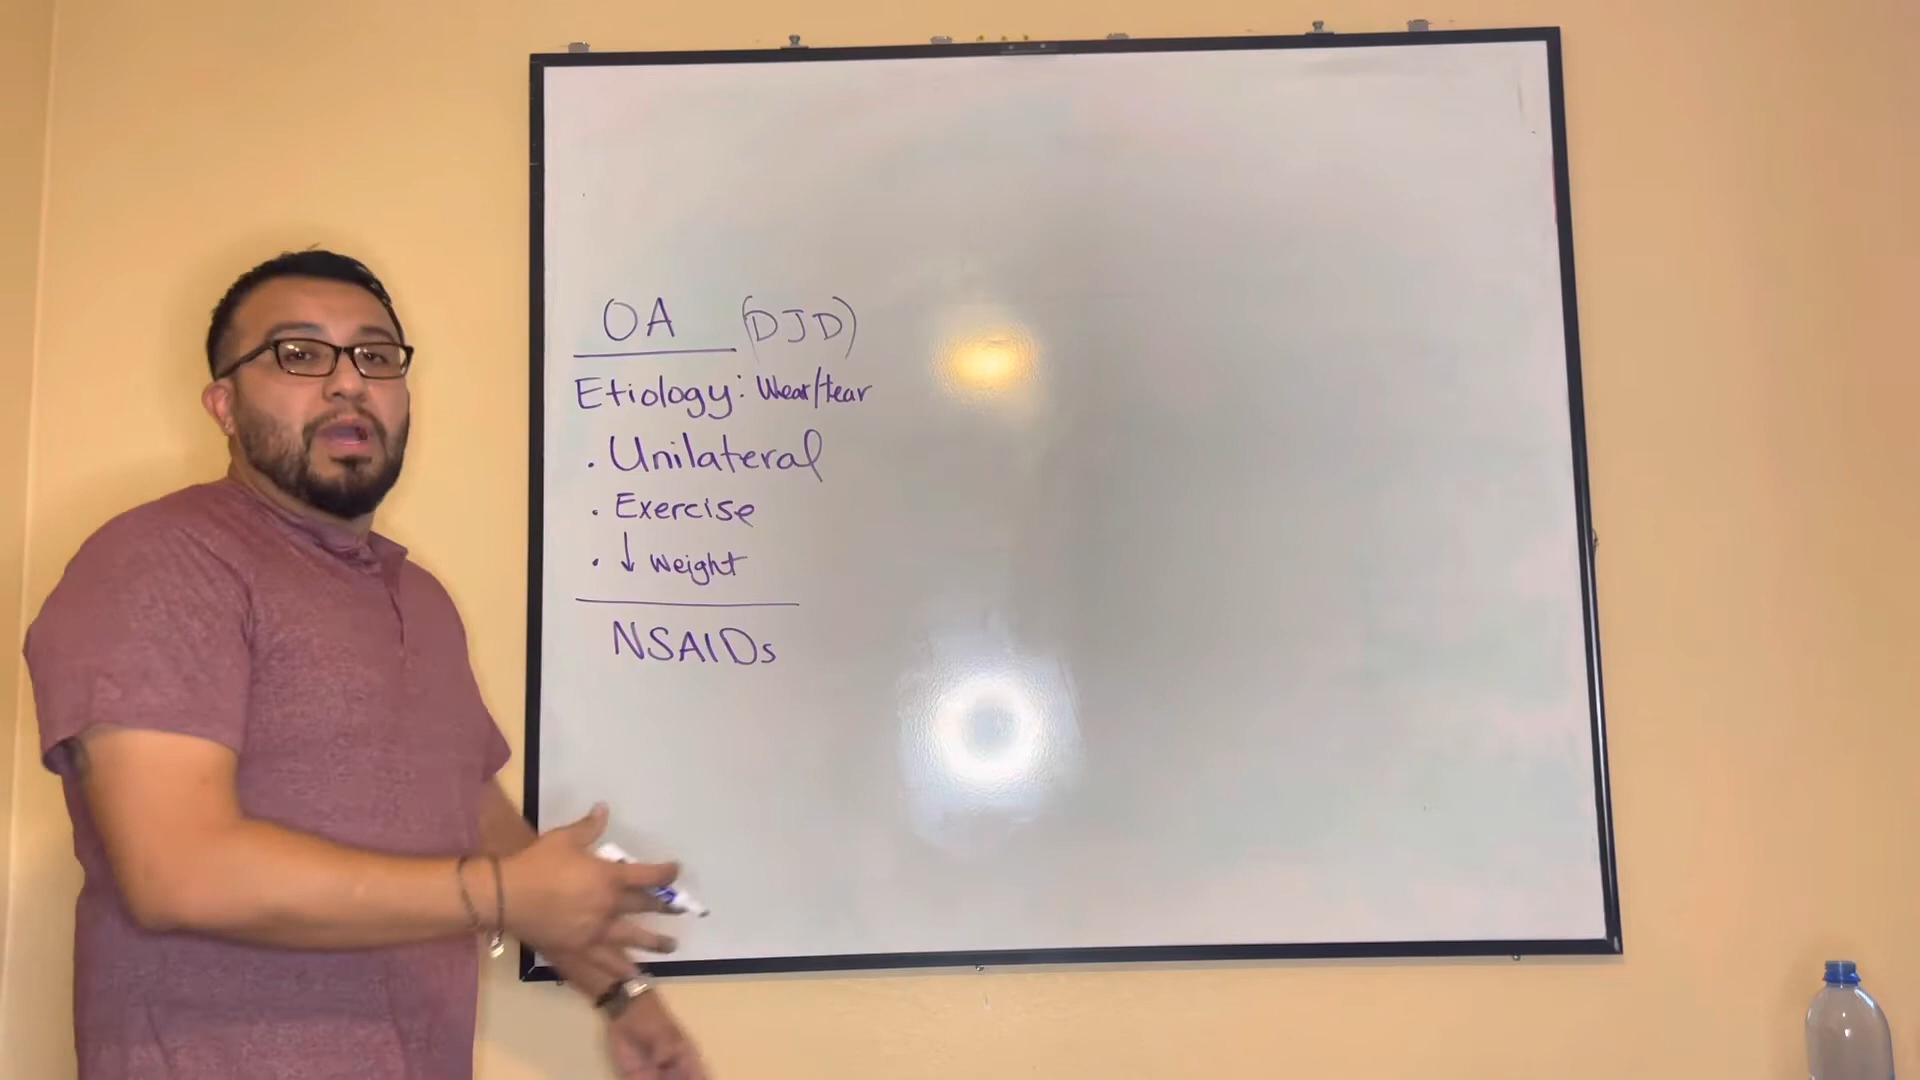 OA (DJD)
Etiology: Wear/tear
. Unilateral
. Exercise
. ↓ weight
NSAIDs